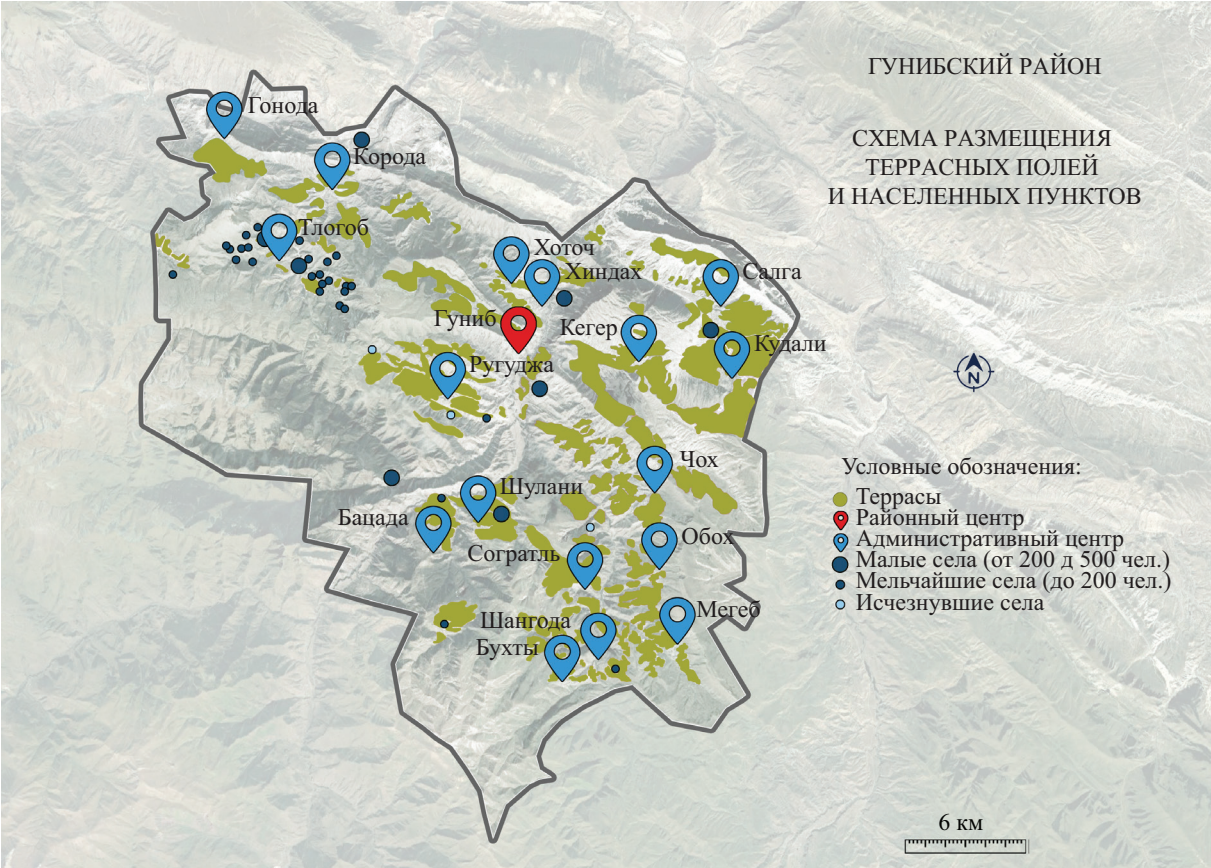 ГУНИБСКИЙ РАЙОН
СХЕМА РАЗМЕЩЕНИЯ
ТЕРРАСНЫХ ПОЛЕЙ
И НАСЕЛЕННЫХ ПУНКТОВ
Гонода
Корода
Тлогоб
Хоточ
Хиндах
Салга
Гуниб
Кегер
Кудали
Ругуджа
N
Чох
Шулани
Бацада
Обох
Согратль
Мегеб
Шангода
Бухты
Условные обозначения:
Террасы
Районный центр
Административный центр
Малые села (от 200 д 500 чел.)
Мельчайшие села (до 200 чел.)
Исчезнувшие села
6 км